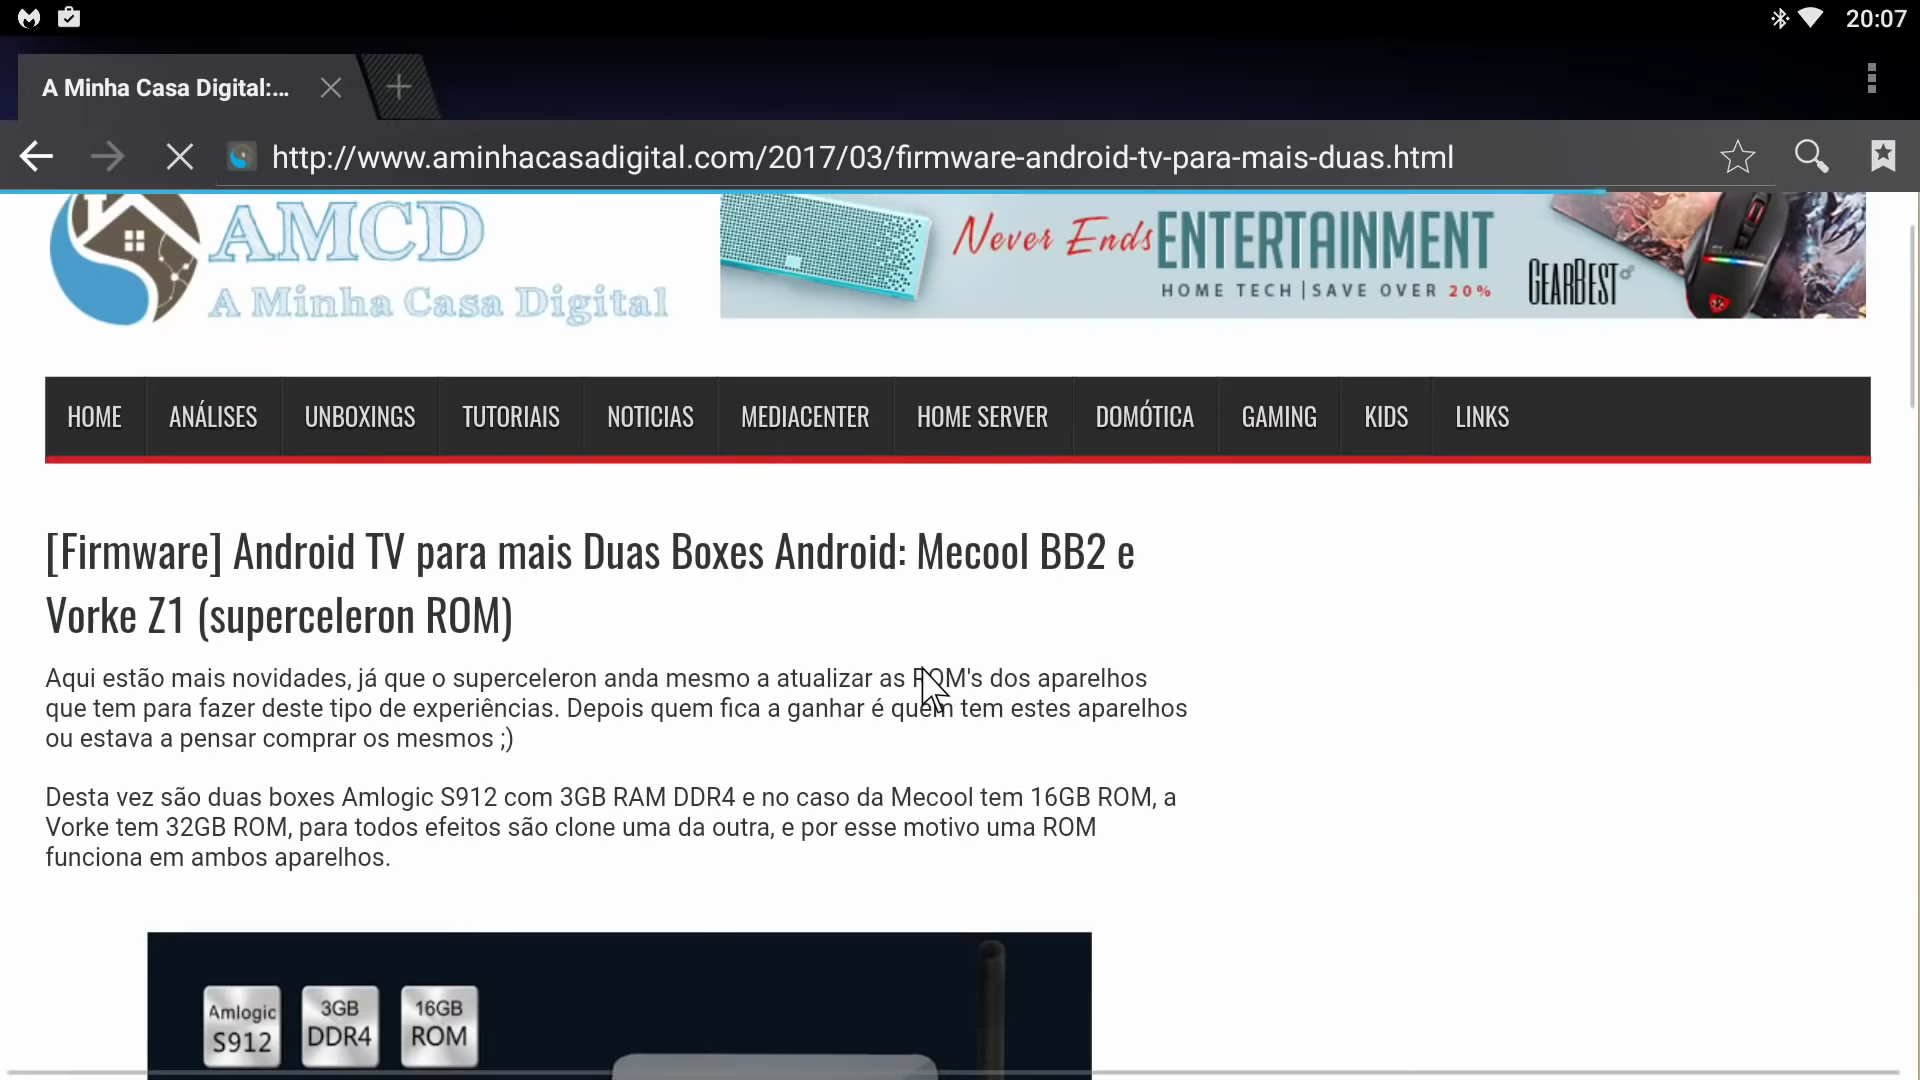 20:07
A Minha Casa Digital:...
http://www.aminhacasadigital.com/2017/03/firmware-android-tv-para-mais-duas.html
AMCD
A Minha Casa Digital
Never Ends ENTERTAINMENT
HOME TECH | SAVE OVER 20%
GEARBEST
HOME ANÁLISES UNBOXINGS TUTORIAIS NOTICIAS MEDIACENTER HOME SERVER DOMÓTICA GAMING KIDS LINKS
[Firmware] Android TV para mais Duas Boxes Android: Mecool BB2 e
Vorke Z1 (superceleron ROM)
Aqui estão mais novidades, já que o superceleron anda mesmo a atualizar as ROM's dos aparelhos
que tem para fazer deste tipo de experiências. Depois quem fica a ganhar é quem tem estes aparelhos
ou estava a pensar comprar os mesmos ;)
Desta vez são duas boxes Amlogic S912 com 3GB RAM DDR4 e no caso da Mecool tem 16GB ROM, a
Vorke tem 32GB ROM, para todos efeitos são clone uma da outra, e por esse motivo uma ROM
funciona em ambos aparelhos.
Amlogic 3GB 16GB
S912 DDR4 ROM